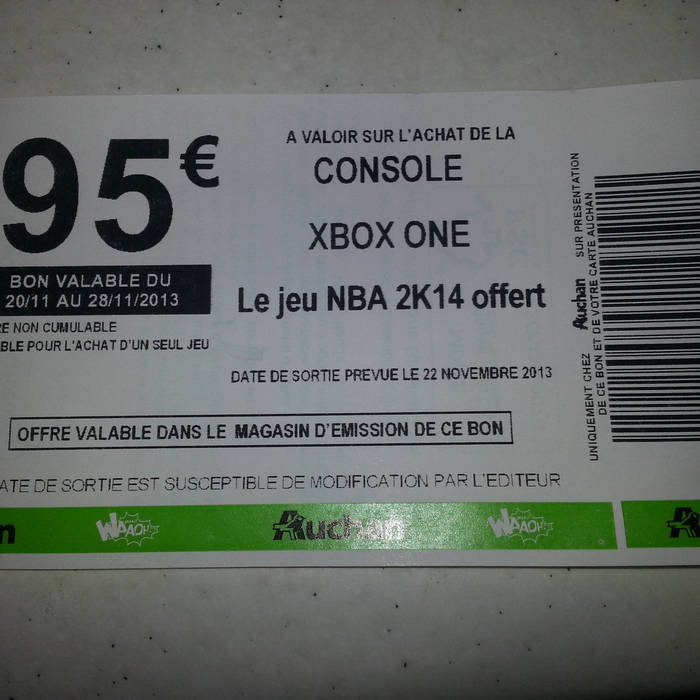 95€
BON VALABLE DU
20/11 AU 28/11/2013
RE NON CUMULABLE
BLE POUR L'ACHAT D'UN SEUL JEU
A VALOIR SUR L'ACHAT DE LA
CONSOLE
XBOX ONE
Le jeu NBA 2K14 offert
DATE DE SORTIE PREVUE LE 22 NOVEMBRE 2013
OFFRE VALABLE DANS LE MAGASIN D'EMISSION DE CE BON
ATE DE SORTIE EST SUSCEPTIBLE DE MODIFICATION PAR L'EDITEUR
UNIQUEMENT CHEZ Auchan SUR PRESENTATION
DE CE BON ET DE VOTRE CARTE AUCHAN
n WAAOH! Auchan WAAOH! A